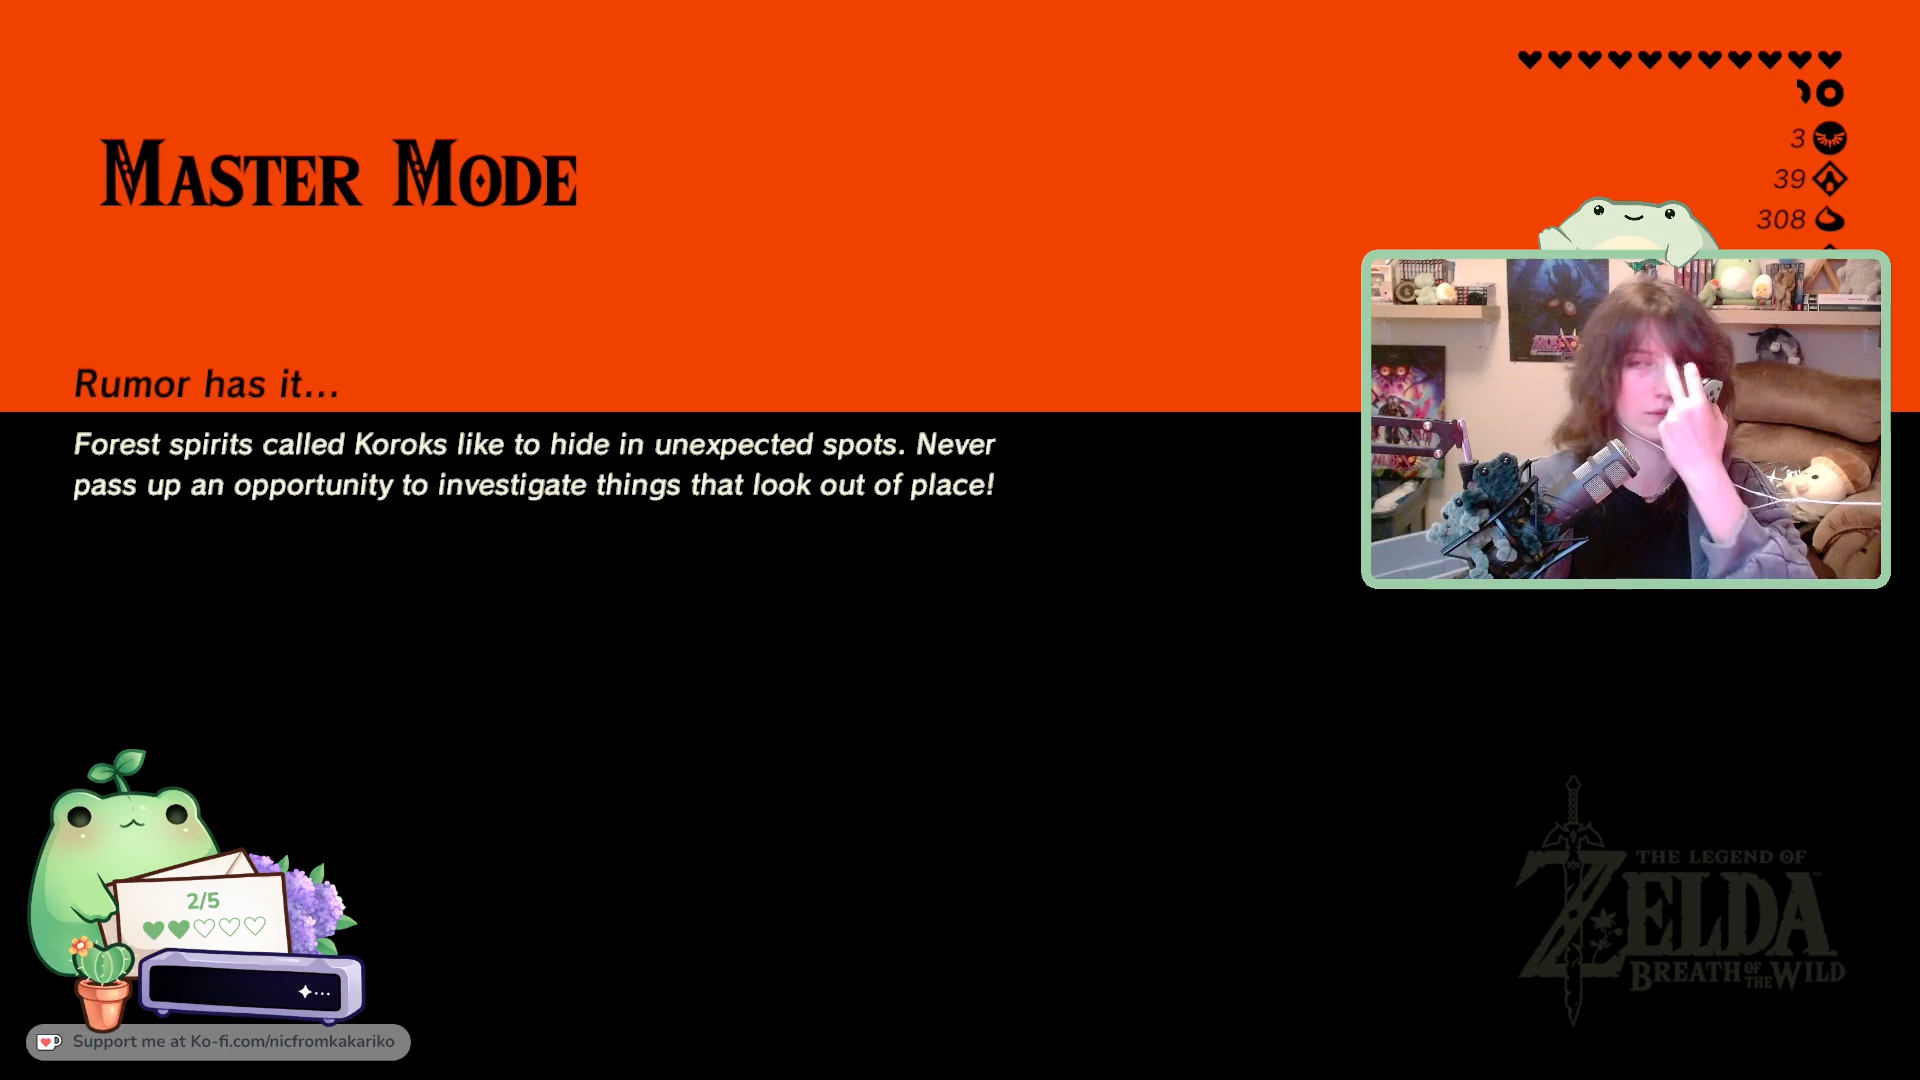 Master Mode
3
39
308
Rumor has it...
Forest spirits called Koroks like to hide in unexpected spots. Never
pass up an opportunity to investigate things that look out of place!
2/5
THE LEGEND OF
ZELDA
BREATH OF THE WILD
Support me at Ko-fi.com/nicfromkakariko